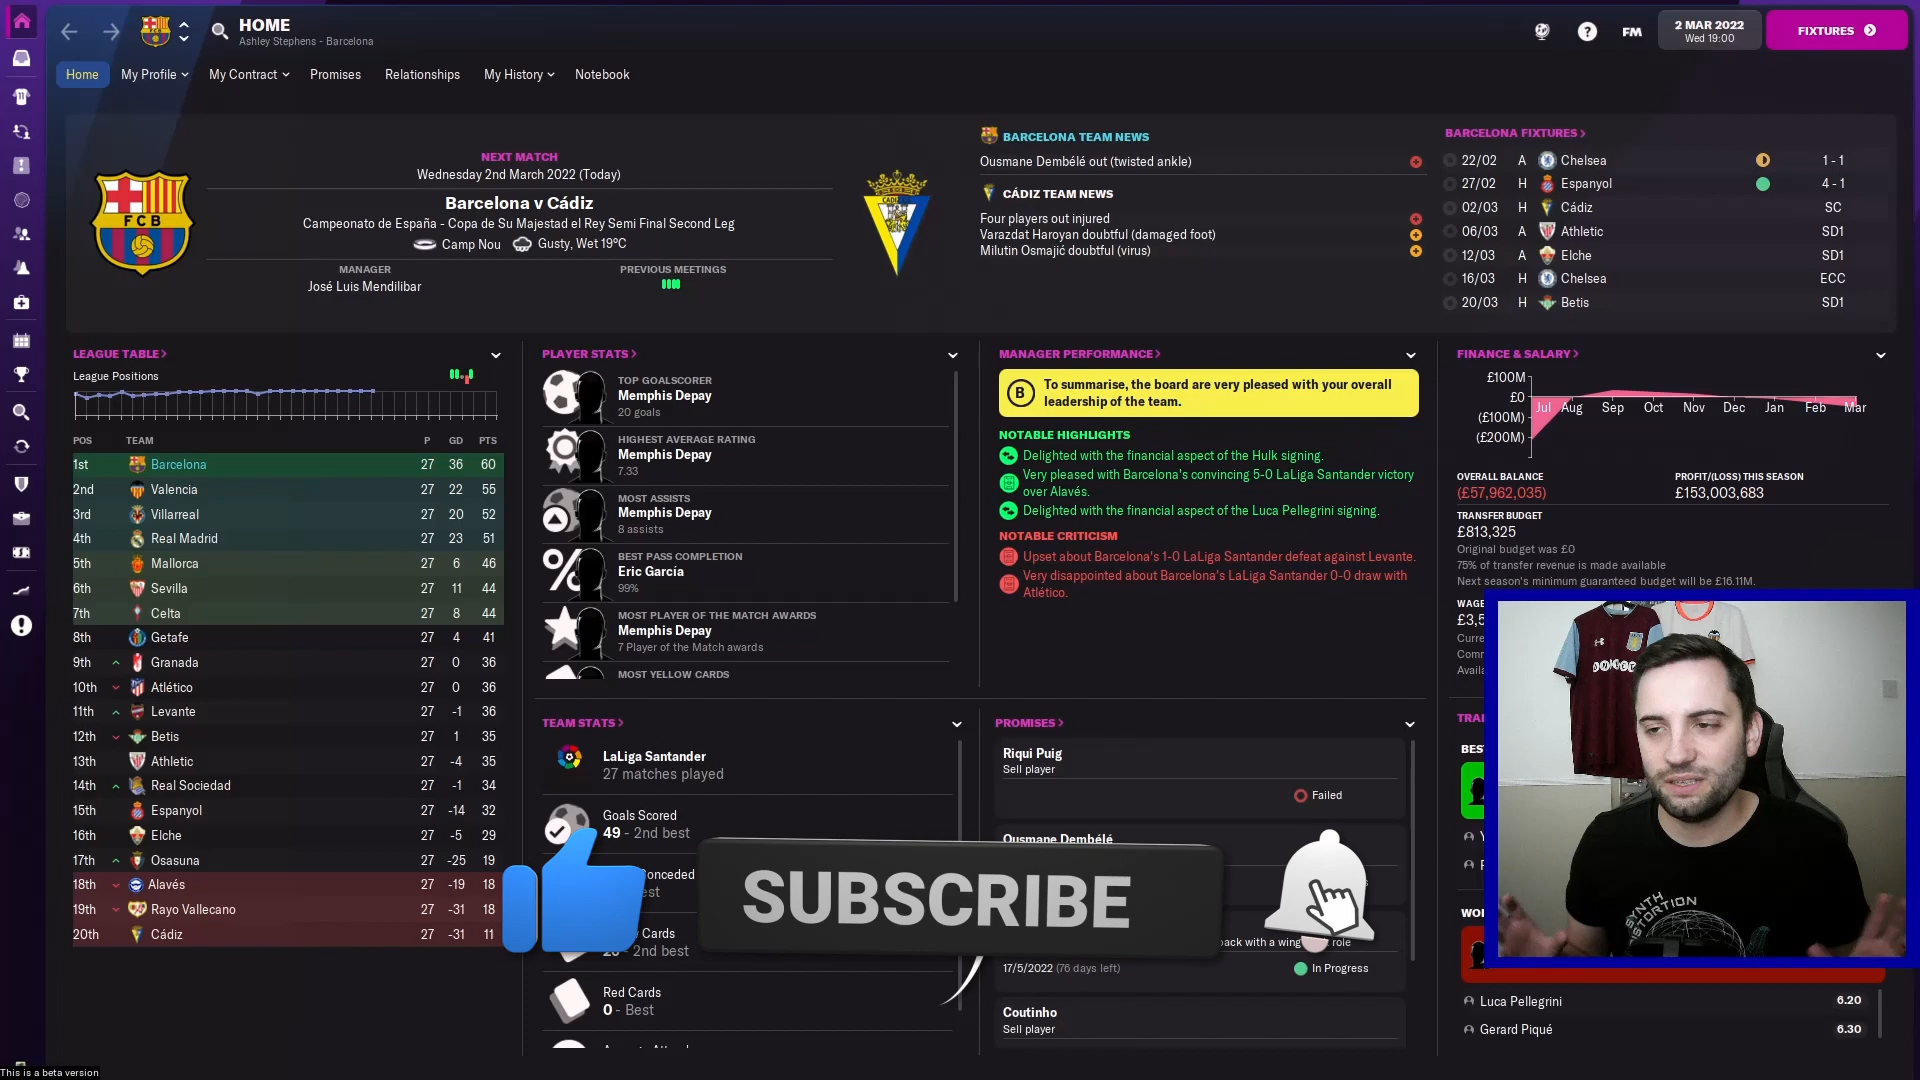 HOME
Ashley Stephens - Barcelona
FM
2 MAR 2022
Wed 19:00
FIXTURES
Home
My Profile
My Contract
Promises
Relationships
My History
Notebook
NEXT MATCH
Wednesday 2nd March 2022 (Today)
Barcelona v Cádiz
Campeonato de España - Copa de Su Majestad el Rey Semi Final Second Leg
Camp Nou
Gusty, Wet 19ºC
MANAGER
José Luis Mendilibar
PREVIOUS MEETINGS
FCB
BARCELONA TEAM NEWS
Ousmane Dembélé out (twisted ankle)
CÁDIZ TEAM NEWS
Four players out injured
Varazdat Haroyan doubtful (damaged foot)
Milutin Osmajić doubtful (virus)
BARCELONA FIXTURES
22/02 A Chelsea 1 - 1
27/02 H Espanyol 4 - 1
02/03 H Cádiz SC
06/03 A Athletic SD1
12/03 A Elche SD1
16/03 H Chelsea ECC
20/03 H Betis SD1
LEAGUE TABLE
League Positions
POS TEAM P GD PTS
1st Barcelona 27 36 60
2nd Valencia 27 22 55
3rd Villarreal 27 20 52
4th Real Madrid 27 23 51
5th Mallorca 27 6 46
6th Sevilla 27 11 44
7th Celta 27 8 44
8th Getafe 27 4 41
9th Granada 27 0 36
10th Atlético 27 0 36
11th Levante 27 -1 36
12th Betis 27 1 35
13th Athletic 27 -4 35
14th Real Sociedad 27 -1 34
15th Espanyol 27 -14 32
16th Elche 27 -5 29
17th Osasuna 27 -25 19
18th Alavés 27 -19 18
19th Rayo Vallecano 27 -31 18
20th Cádiz 27 -31 11
PLAYER STATS
TOP GOALSCORER
Memphis Depay
20 goals
HIGHEST AVERAGE RATING
Memphis Depay
7.33
MOST ASSISTS
Memphis Depay
8 assists
BEST PASS COMPLETION
Eric García
99%
MOST PLAYER OF THE MATCH AWARDS
Memphis Depay
7 Player of the Match awards
MOST YELLOW CARDS
MANAGER PERFORMANCE
B
To summarise, the board are very pleased with your overall
leadership of the team.
NOTABLE HIGHLIGHTS
Delighted with the financial aspect of the Hulk signing.
Very pleased with Barcelona's convincing 5-0 LaLiga Santander victory
over Alavés.
Delighted with the financial aspect of the Luca Pellegrini signing.
NOTABLE CRITICISM
Upset about Barcelona's 1-0 LaLiga Santander defeat against Levante.
Very disappointed about Barcelona's LaLiga Santander 0-0 draw with
Atlético.
FINANCE & SALARY
£100M
£0
(£100M)
(£200M)
Jul Aug Sep Oct Nov Dec Jan Feb Mar
OVERALL BALANCE
(£57,962,035)
PROFIT/(LOSS) THIS SEASON
£153,003,683
TRANSFER BUDGET
£813,325
Original budget was £0
75% of transfer revenue is made available
Next season's minimum guaranteed budget will be £16.11M.
WAGE
£3,5
Curre
Comm
Availa
TRA
BES
WO
Luca Pellegrini 6.20
Gerard Piqué 6.30
TEAM STATS
LaLiga Santander
27 matches played
Goals Scored
49 - 2nd best
onceded
est
Cards
- 2nd best
Red Cards
0 - Best
PROMISES
Riqui Puig
Sell player
Failed
Ousmane Dembélé
back with a wing role
17/5/2022 (76 days left)
In Progress
Coutinho
Sell player
SUBSCRIBE
SYNTH
DISTORTION
This is a beta version